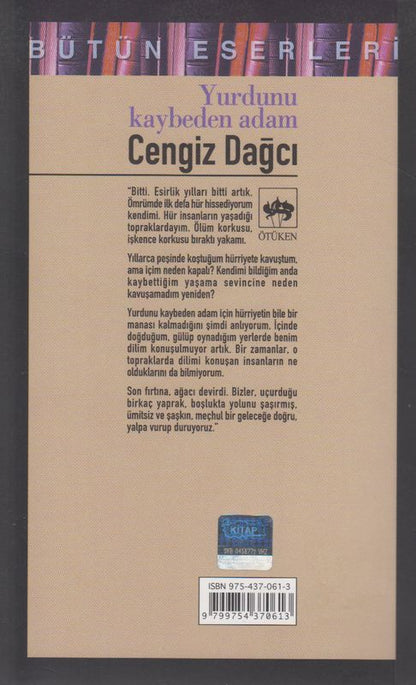 BÜTÜN ESERLERİ
Yurdunu
kaybeden adam
Cengiz Dağcı
"Bitti. Esirlik yılları bitti artık.
Ömrümde ilk defa hür hissediyorum
kendimi. Hür insanların yaşadığı
topraklardayım. Ölüm korkusu,
işkence korkusu bıraktı yakamı.
ÖTÜKEN
Yıllarca peşinde koştuğum hürriyete kavuştum,
ama içim neden kapalı? Kendimi bildiğim anda
kaybettiğim yaşama sevincine neden
kavuşamadım yeniden?
Yurdunu kaybeden adam için hürriyetin bile bir
manası kalmadığını şimdi anlıyorum. İçinde
doğduğum, gülüp oynadığım yerlerde benim
dilim konuşulmuyor artık. Bir zamanlar, o
topraklarda dilimi konuşan insanların ne
olduklarını da bilmiyorum.
Son fırtına, ağacı devirdi. Bizler, uçurduğu
birkaç yaprak, boşlukta yolunu şaşırmış,
ümitsiz ve şaşkın, meçhul bir geleceğe doğru,
yalpa vurup duruyoruz."
KİTAP
ISBN 975-437-061-3
9 799754 370613